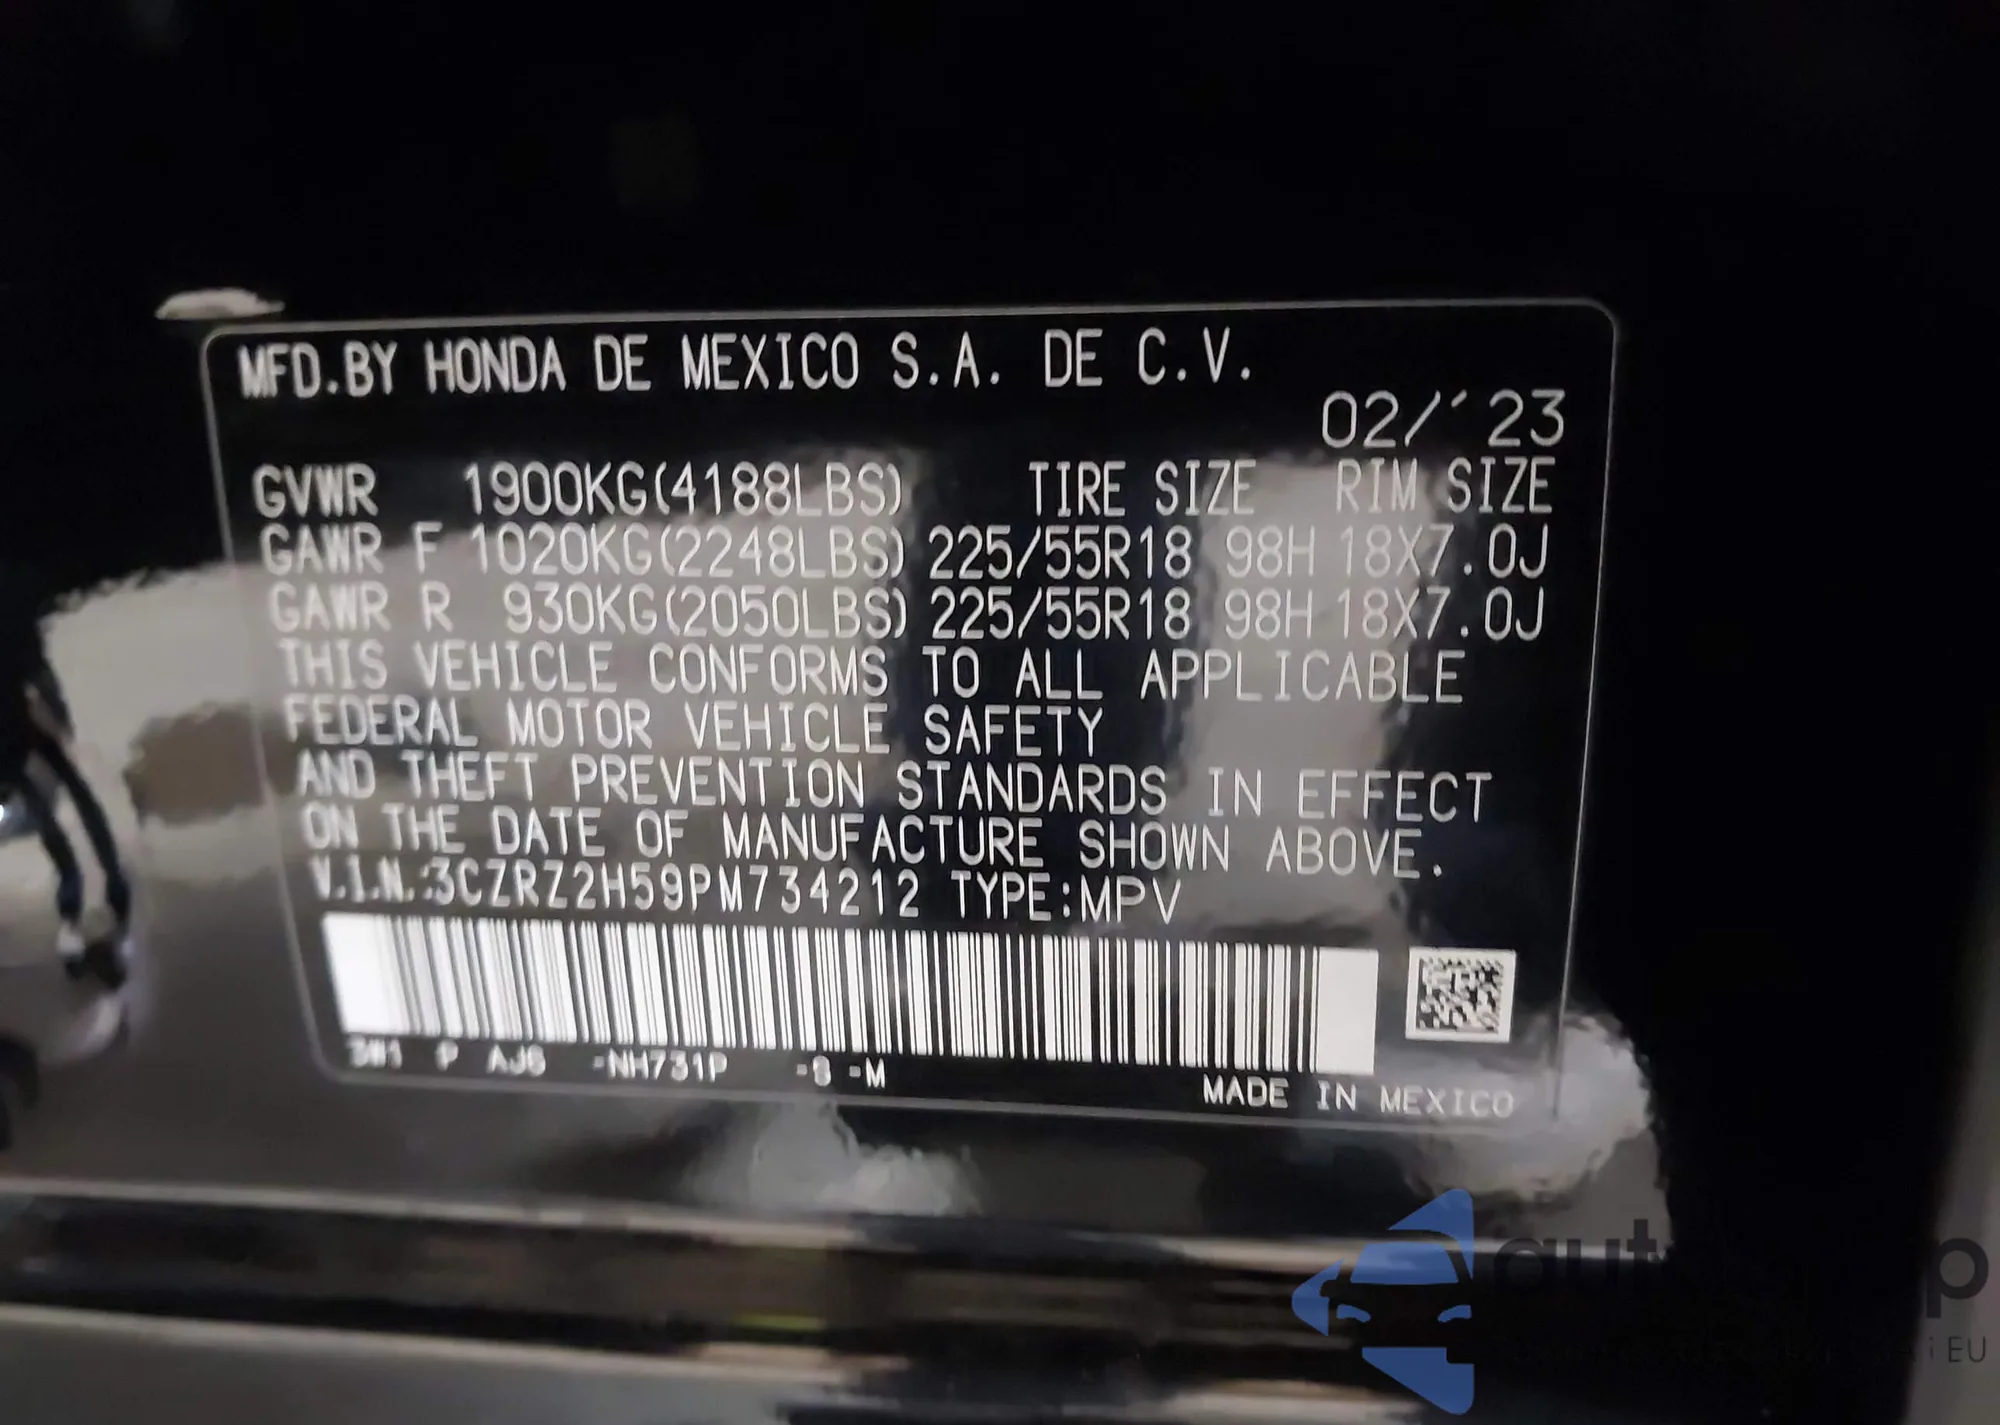 MFD.BY HONDA DE MEXICO S.A. DE C.V.
02/'23
GVWR 1900KG(4188LBS) TIRE SIZE RIM SIZE
GAWR F 1020KG(2248LBS) 225/55R18 98H 18X7.0J
GAWR R 930KG(2050LBS) 225/55R18 98H 18X7.0J
THIS VEHICLE CONFORMS TO ALL APPLICABLE
FEDERAL MOTOR VEHICLE SAFETY
AND THEFT PREVENTION STANDARDS IN EFFECT
ON THE DATE OF MANUFACTURE SHOWN ABOVE.
V.I.N.:3CZRZ2H59PM734212 TYPE:MPV
3W1 P AJS -NH731P -S -M
MADE IN MEXICO
EU